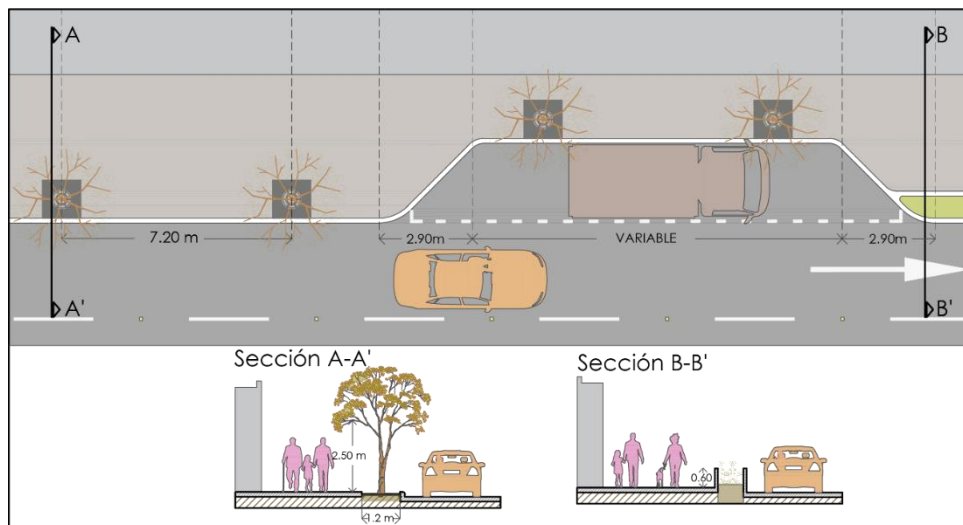 A
B
7.20 m
2.90m
VARIABLE
2.90m
A'
B'
Sección A-A'
Sección B-B'
2.50 m
0.60
1.2 m